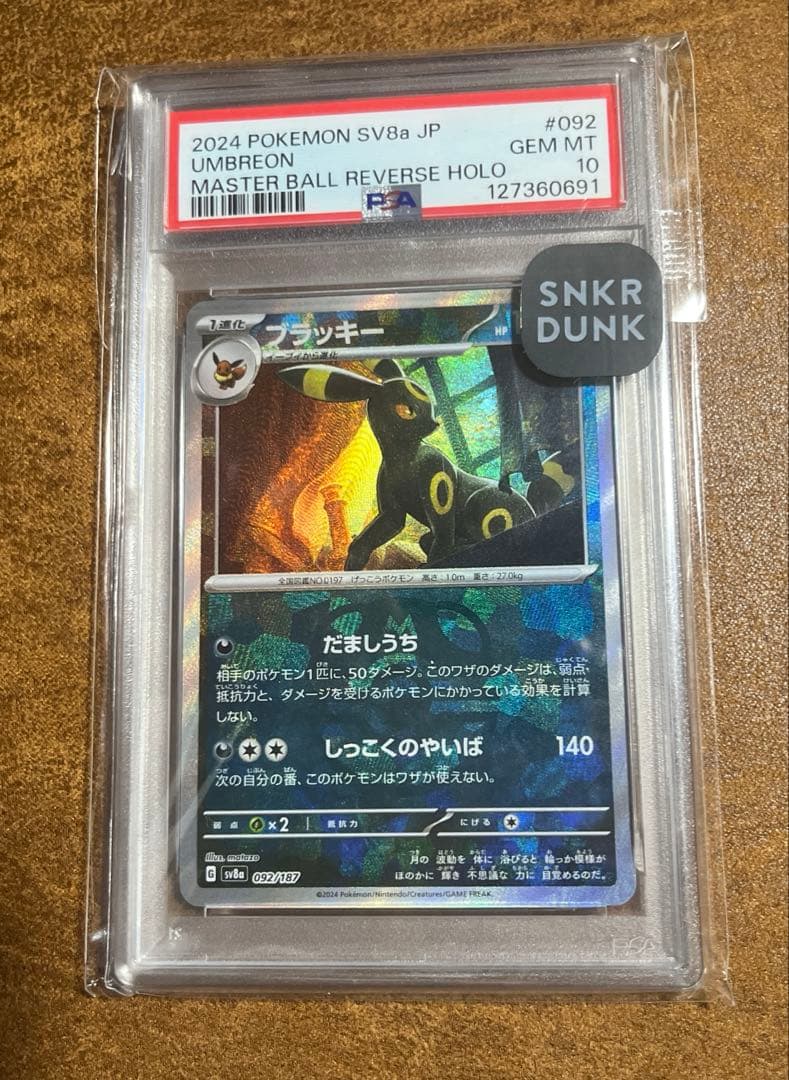 2024 POKEMON SV8a JP #092
UMBREON GEM MT
MASTER BALL REVERSE HOLO 10
PSA 127360691
SNKR
DUNK
1進化 ブラッキー HP
イーブイから進化
全国図鑑NO.0197 げっこうポケモン 高さ:1.0m 重さ:27.0kg
だましうち
相手のポケモン1匹に、50ダメージ。このワザのダメージは、弱点・
抵抗力と、ダメージを受けるポケモンにかかっている効果を計算
しない。
しっこくのやいば 140
次の自分の番、このポケモンはワザが使えない。
弱点 ×2 抵抗力 にげる
Illus. matazo
月の波動を体に浴びると輪っか模様が
G sv8a 092/187
ほのかに輝き不思議な力に目覚めるのだ。
©2024 Pokémon/Nintendo/Creatures/GAME FREAK.
PSA